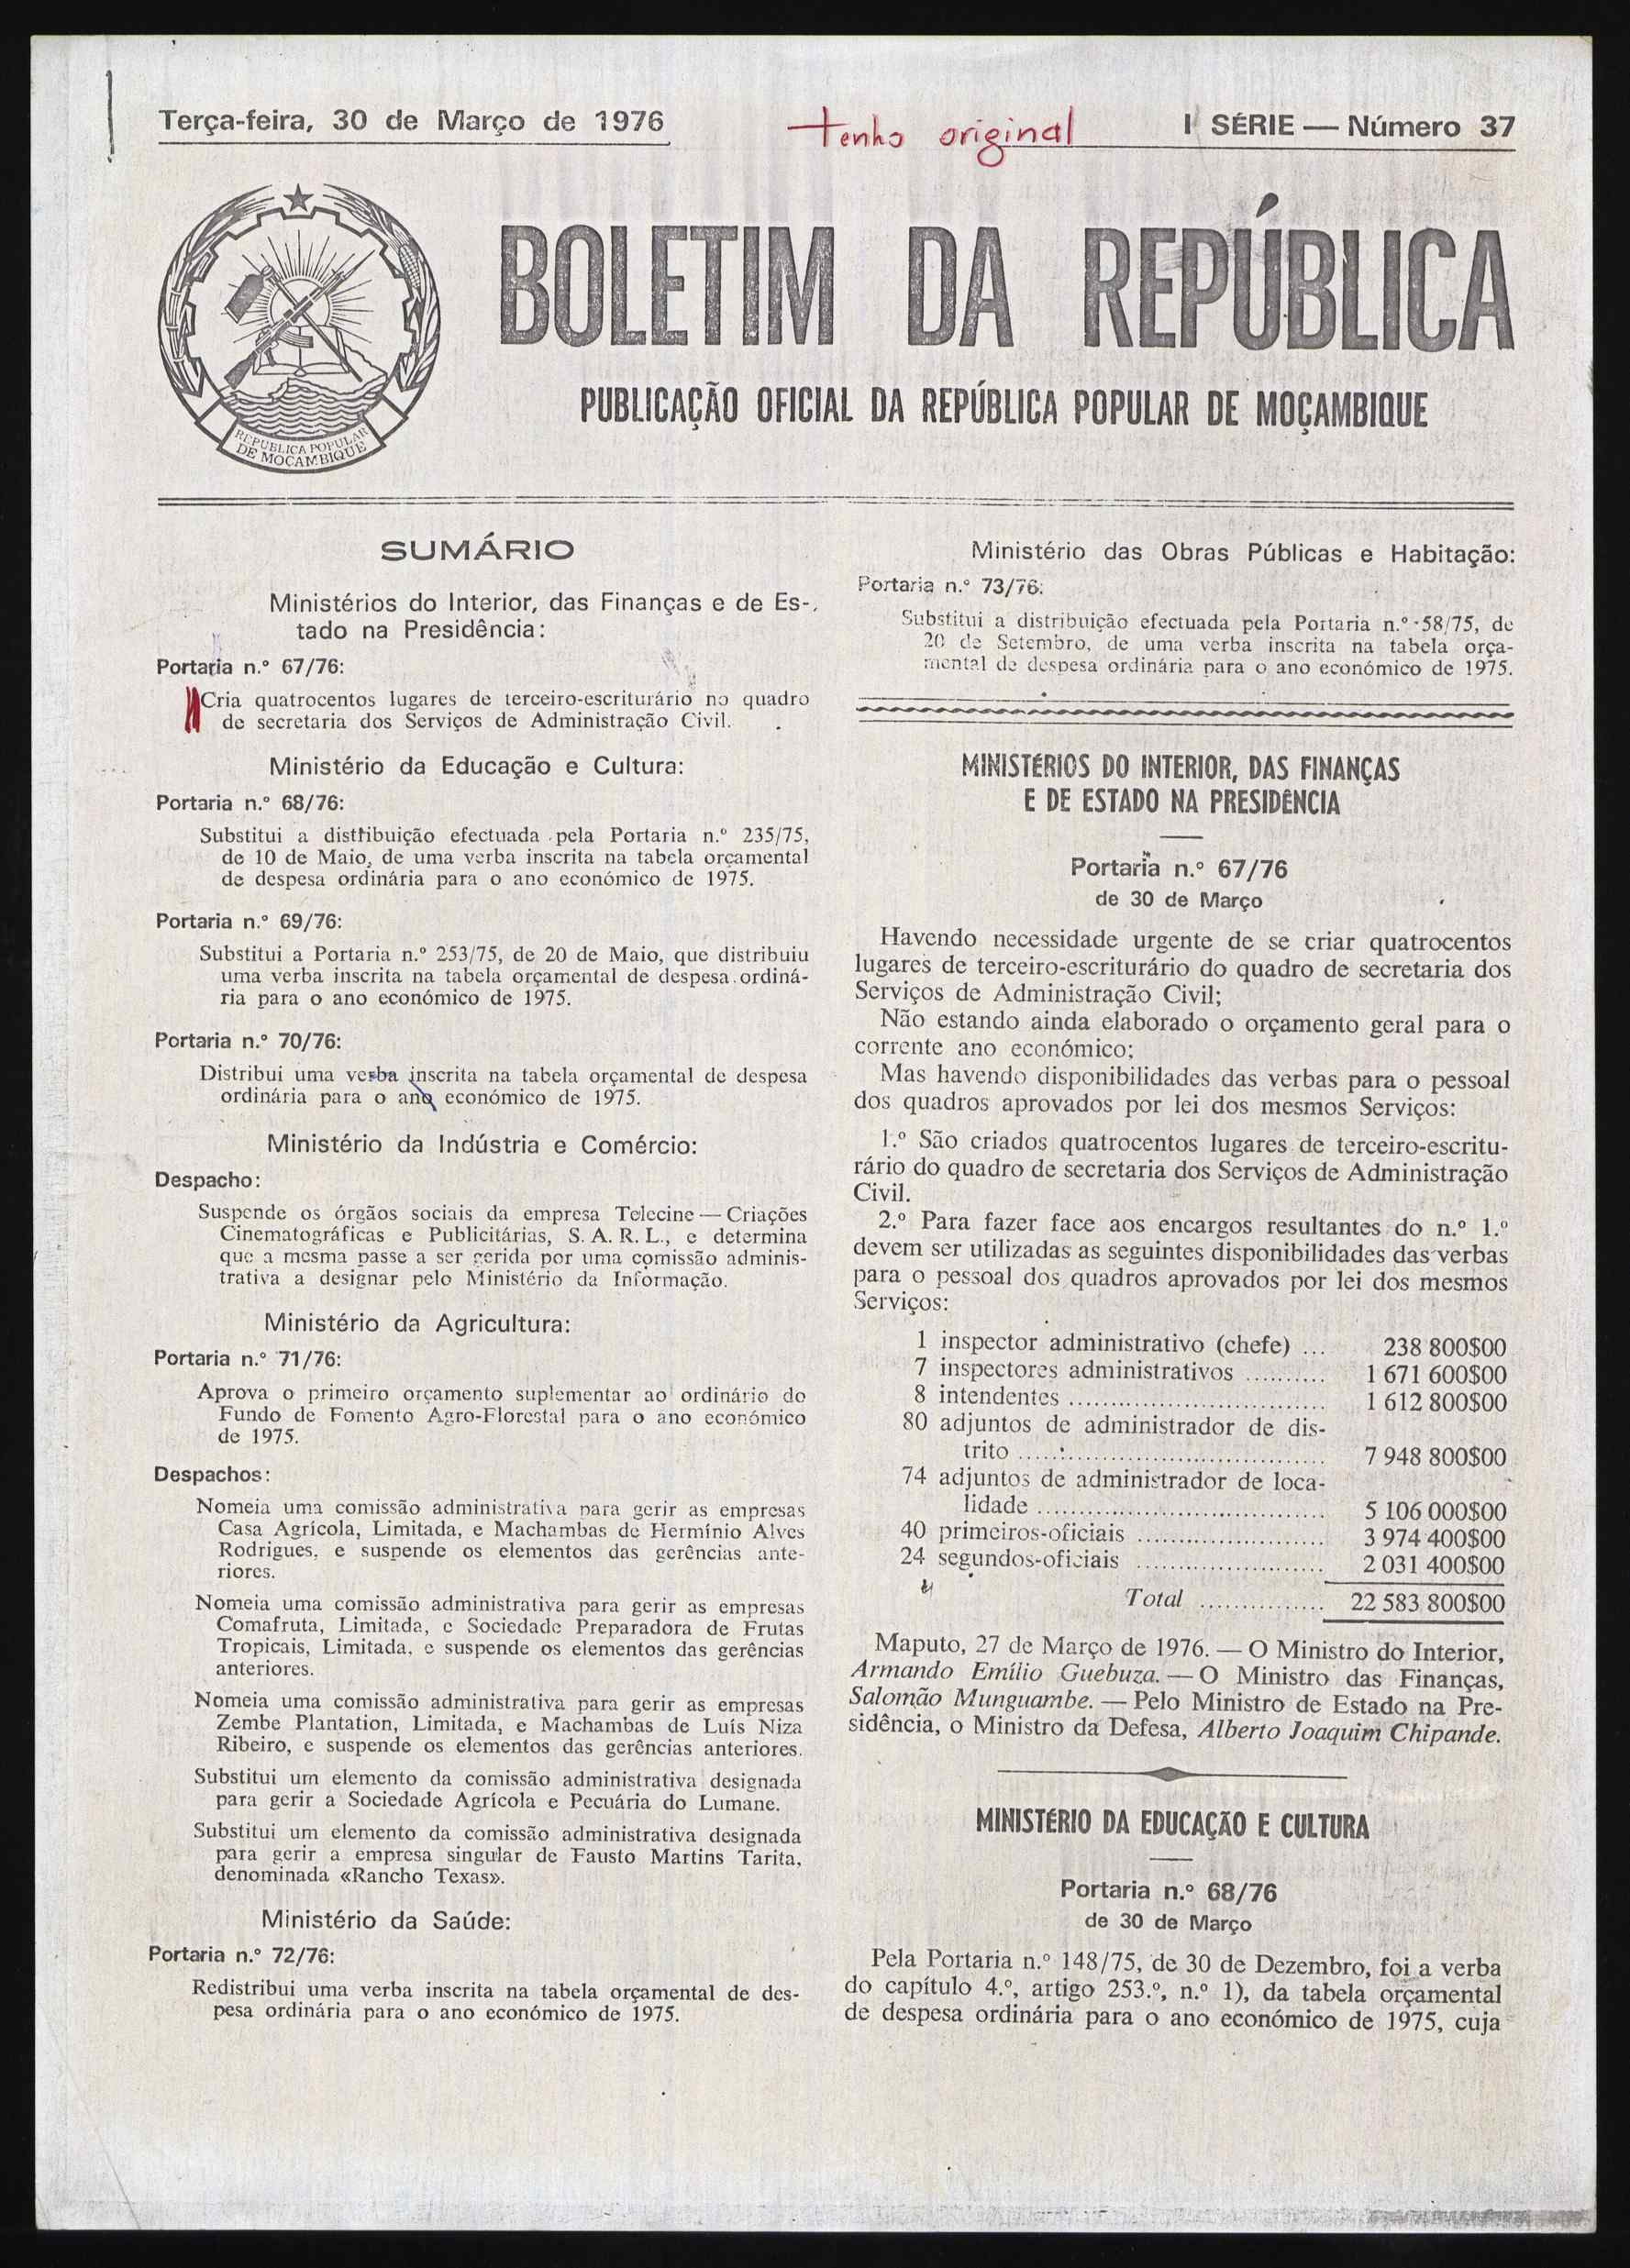 Terça-feira, 30 de Março de 1976
tenho original
I SÉRIE — Número 37
REPÚBLICA POPULAR
DE MOÇAMBIQUE
BOLETIM DA REPÚBLICA
PUBLICAÇÃO OFICIAL DA REPÚBLICA POPULAR DE MOÇAMBIQUE
SUMÁRIO
Ministérios do Interior, das Finanças e de Es-
tado na Presidência:
Portaria n.º 67/76:
Cria quatrocentos lugares de terceiro-escriturário no quadro
de secretaria dos Serviços de Administração Civil.
Ministério da Educação e Cultura:
Portaria n.º 68/76:
Substitui a distribuição efectuada pela Portaria n.º 235/75,
de 10 de Maio, de uma verba inscrita na tabela orçamental
de despesa ordinária para o ano económico de 1975.
Portaria n.º 69/76:
Substitui a Portaria n.º 253/75, de 20 de Maio, que distribuiu
uma verba inscrita na tabela orçamental de despesa ordiná-
ria para o ano económico de 1975.
Portaria n.º 70/76:
Distribui uma verba inscrita na tabela orçamental de despesa
ordinária para o ano económico de 1975.
Ministério da Indústria e Comércio:
Despacho:
Suspende os órgãos sociais da empresa Telecine — Criações
Cinematográficas e Publicitárias, S. A. R. L., e determina
que a mesma passe a ser gerida por uma comissão adminis-
trativa a designar pelo Ministério da Informação.
Ministério da Agricultura:
Portaria n.º 71/76:
Aprova o primeiro orçamento suplementar ao ordinário do
Fundo de Fomento Agro-Florestal para o ano económico
de 1975.
Despachos:
Nomeia uma comissão administrativa para gerir as empresas
Casa Agrícola, Limitada, e Machambas de Hermínio Alves
Rodrigues, e suspende os elementos das gerências ante-
riores.
Nomeia uma comissão administrativa para gerir as empresas
Comafruta, Limitada, e Sociedade Preparadora de Frutas
Tropicais, Limitada, e suspende os elementos das gerências
anteriores.
Nomeia uma comissão administrativa para gerir as empresas
Zembe Plantation, Limitada, e Machambas de Luís Niza
Ribeiro, e suspende os elementos das gerências anteriores.
Substitui um elemento da comissão administrativa designada
para gerir a Sociedade Agrícola e Pecuária do Lumane.
Substitui um elemento da comissão administrativa designada
para gerir a empresa singular de Fausto Martins Tarita,
denominada «Rancho Texas».
Ministério da Saúde:
Portaria n.º 72/76:
Redistribui uma verba inscrita na tabela orçamental de des-
pesa ordinária para o ano económico de 1975.
Ministério das Obras Públicas e Habitação:
Portaria n.º 73/76:
Substitui a distribuição efectuada pela Portaria n.º 58/75, de
20 de Setembro, de uma verba inscrita na tabela orça-
mental de despesa ordinária para o ano económico de 1975.
MINISTÉRIOS DO INTERIOR, DAS FINANÇAS
E DE ESTADO NA PRESIDÊNCIA
Portaria n.º 67/76
de 30 de Março
Havendo necessidade urgente de se criar quatrocentos
lugares de terceiro-escriturário do quadro de secretaria dos
Serviços de Administração Civil;
Não estando ainda elaborado o orçamento geral para o
corrente ano económico;
Mas havendo disponibilidades das verbas para o pessoal
dos quadros aprovados por lei dos mesmos Serviços:
1.º São criados quatrocentos lugares de terceiro-escritu-
rário do quadro de secretaria dos Serviços de Administração
Civil.
2.º Para fazer face aos encargos resultantes do n.º 1.º
devem ser utilizadas as seguintes disponibilidades das verbas
para o pessoal dos quadros aprovados por lei dos mesmos
Serviços:
1 inspector administrativo (chefe) ... 238 800$00
7 inspectores administrativos .......... 1 671 600$00
8 intendentes ............................... 1 612 800$00
80 adjuntos de administrador de dis-
trito ..................................... 7 948 800$00
74 adjuntos de administrador de loca-
lidade ................................... 5 106 000$00
40 primeiros-oficiais ....................... 3 974 400$00
24 segundos-oficiais ....................... 2 031 400$00
Total ............... 22 583 800$00
Maputo, 27 de Março de 1976. — O Ministro do Interior,
Armando Emílio Guebuza. — O Ministro das Finanças,
Salomão Munguambe. — Pelo Ministro de Estado na Pre-
sidência, o Ministro da Defesa, Alberto Joaquim Chipande.
MINISTÉRIO DA EDUCAÇÃO E CULTURA
Portaria n.º 68/76
de 30 de Março
Pela Portaria n.º 148/75, de 30 de Dezembro, foi a verba
do capítulo 4.º, artigo 253.º, n.º 1), da tabela orçamental
de despesa ordinária para o ano económico de 1975, cuja